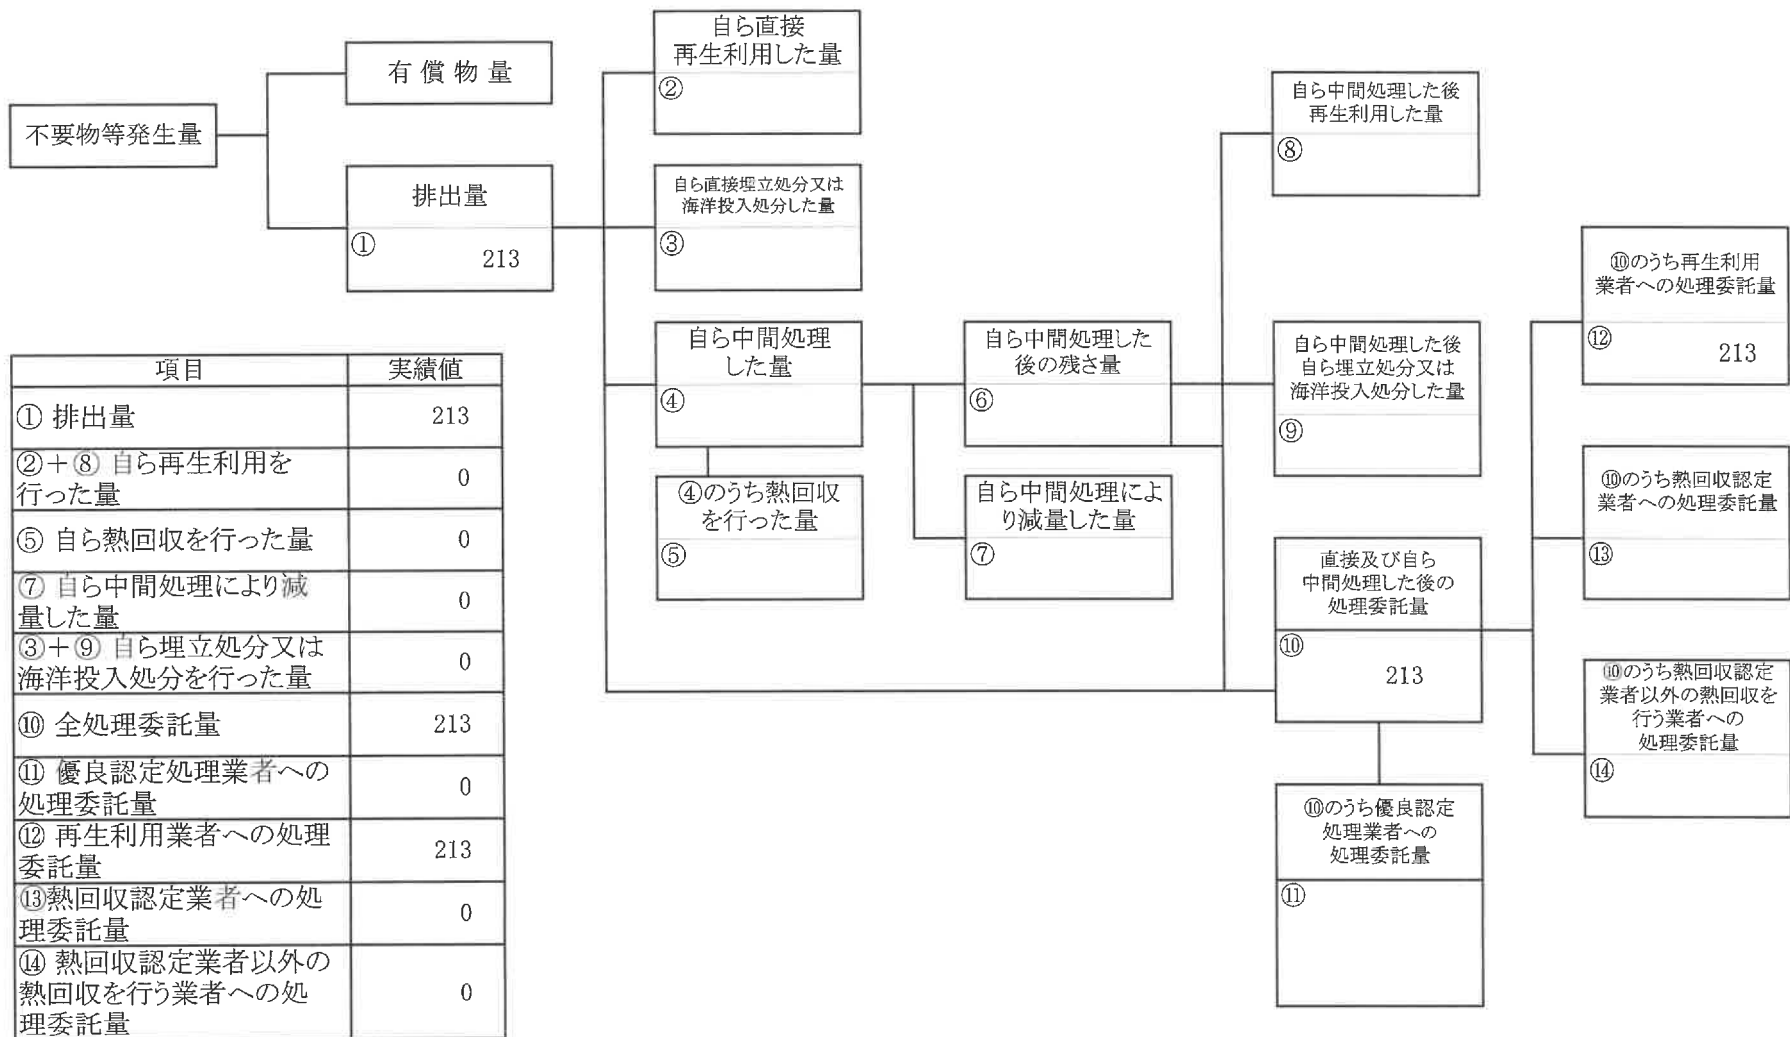 不要物等発生量
有償物量
排出量
①
213
自ら直接
再生利用した量
②
自ら直接埋立処分又は
海洋投入処分した量
③
自ら中間処理
した量
④
④のうち熱回収
を行った量
⑤
自ら中間処理した
後の残さ量
⑥
自ら中間処理によ
り減量した量
⑦
自ら中間処理した後
再生利用した量
⑧
自ら中間処理した後
自ら埋立処分又は
海洋投入処分した量
⑨
直接及び自ら
中間処理した後の
処理委託量
⑩
213
⑩のうち優良認定
処理業者への
処理委託量
⑪
⑩のうち再生利用
業者への処理委託量
⑫
213
⑩のうち熱回収認定
業者への処理委託量
⑬
⑩のうち熱回収認定
業者以外の熱回収を
行う業者への
処理委託量
⑭
項目 実績値
① 排出量 213
②+⑧ 自ら再生利用を
行った量 0
⑤ 自ら熱回収を行った量 0
⑦ 自ら中間処理により減
量した量 0
③+⑨ 自ら埋立処分又は
海洋投入処分を行った量 0
⑩ 全処理委託量 213
⑪ 優良認定処理業者への
処理委託量 0
⑫ 再生利用業者への処理
委託量 213
⑬熱回収認定業者への処
理委託量 0
⑭ 熱回収認定業者以外の
熱回収を行う業者への処
理委託量 0